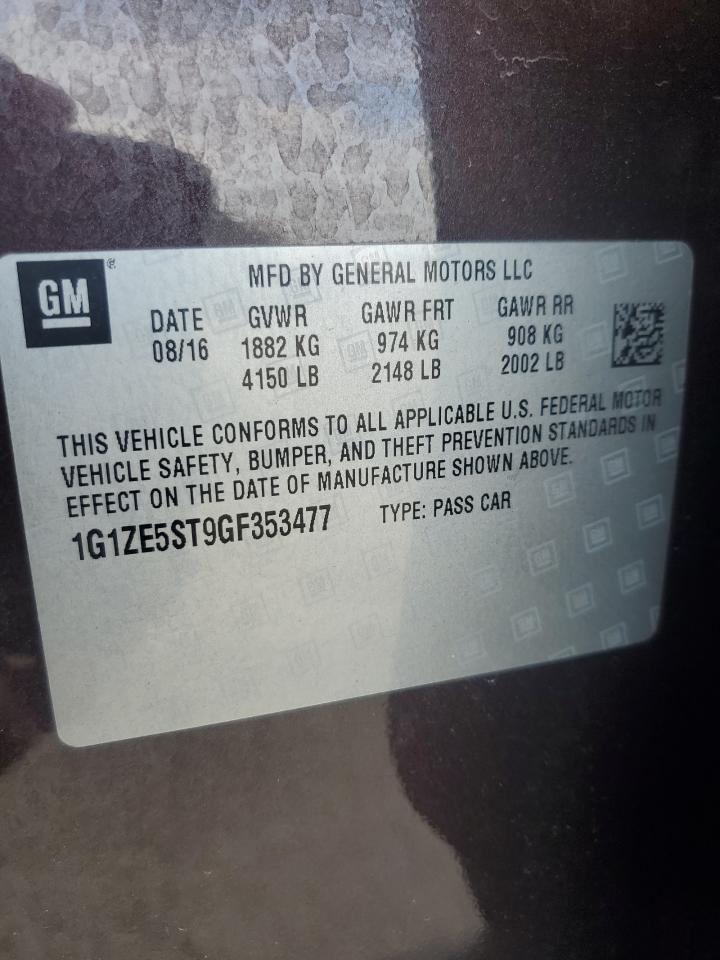 GM ®
MFD BY GENERAL MOTORS LLC
DATE GVWR GAWR FRT GAWR RR
08/16 1882 KG 974 KG 908 KG
4150 LB 2148 LB 2002 LB
THIS VEHICLE CONFORMS TO ALL APPLICABLE U.S. FEDERAL MOTOR
VEHICLE SAFETY, BUMPER, AND THEFT PREVENTION STANDARDS IN
EFFECT ON THE DATE OF MANUFACTURE SHOWN ABOVE.
1G1ZE5ST9GF353477 TYPE: PASS CAR